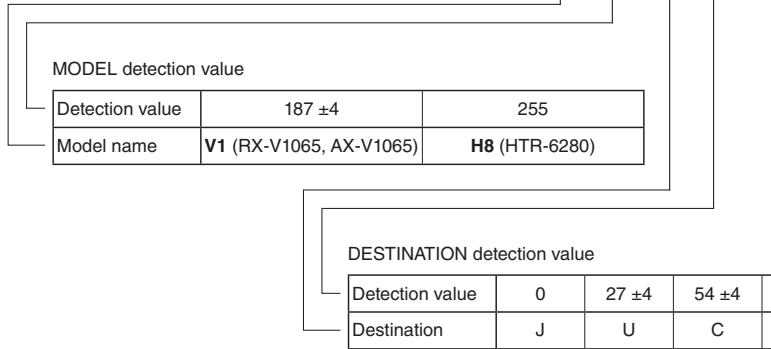 MODEL detection value
Detection value 187 ±4 255
Model name V1 (RX-V1065, AX-V1065) H8 (HTR-6280)
DESTINATION detection value
Detection value 0 27 ±4 54 ±4
Destination J U C